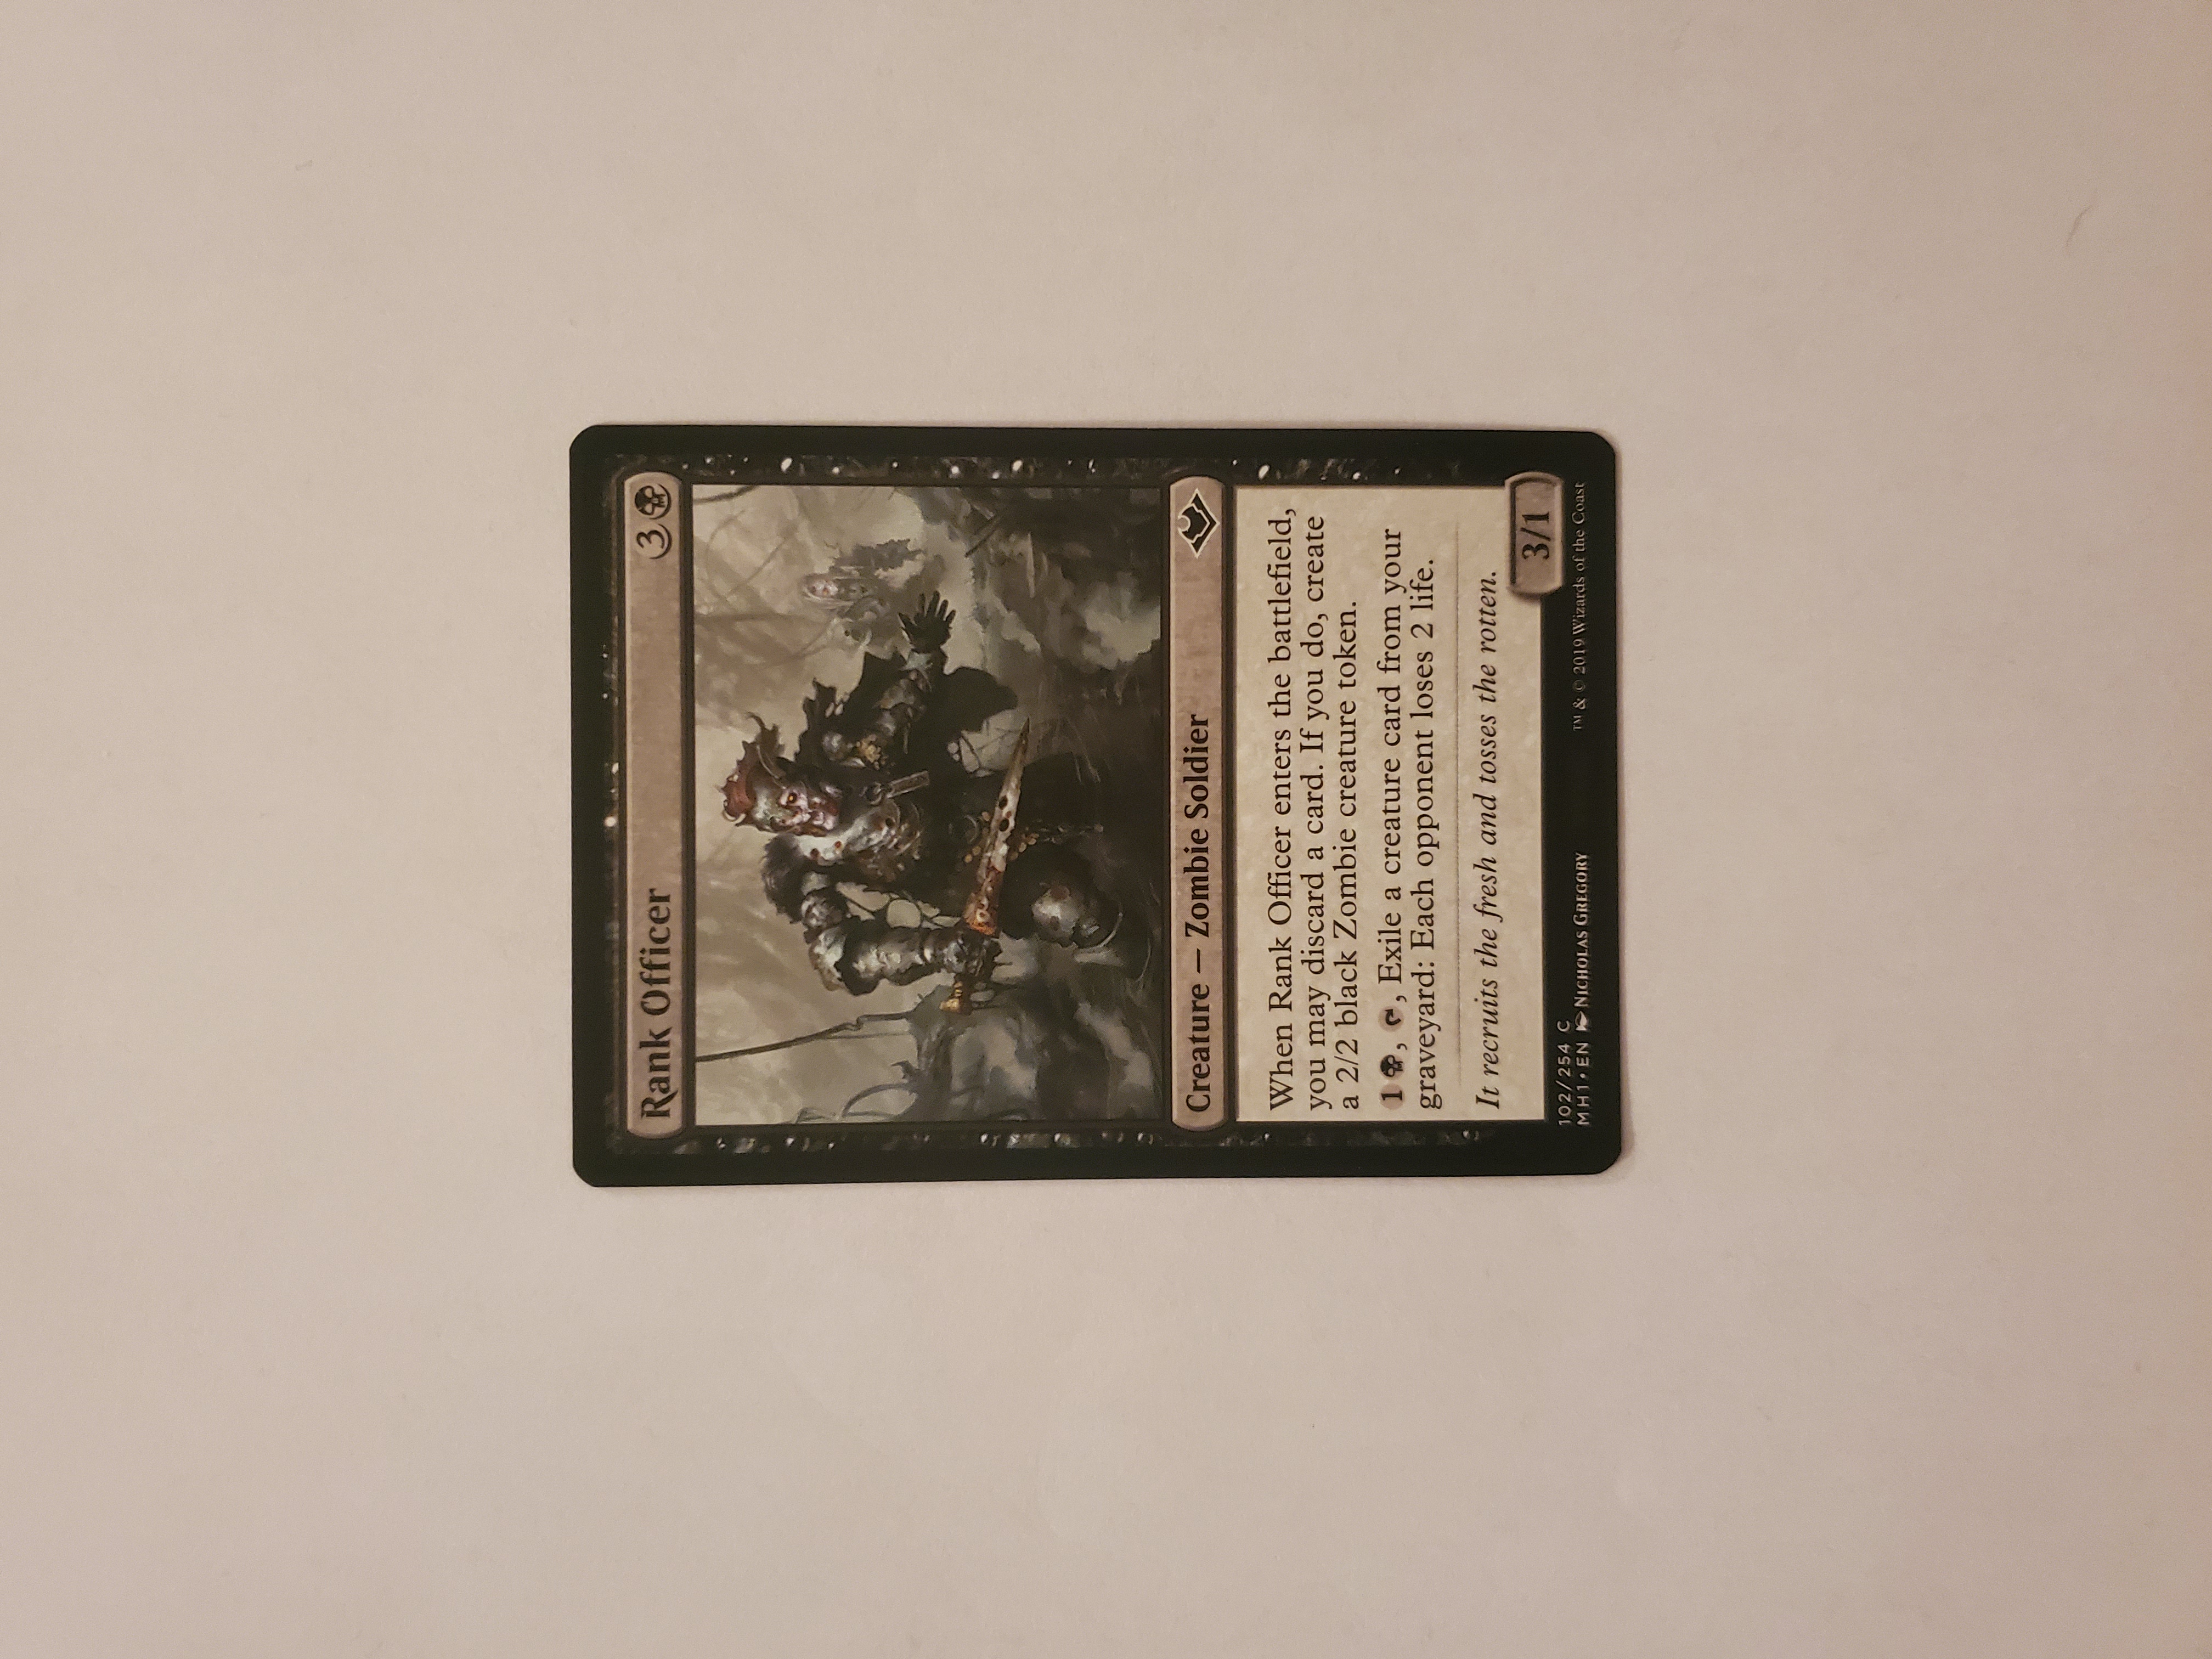 Rank Officer 3
Creature — Zombie Soldier
When Rank Officer enters the battlefield,
you may discard a card. If you do, create
a 2/2 black Zombie creature token.
1 , , Exile a creature card from your
graveyard: Each opponent loses 2 life.
It recruits the fresh and tosses the rotten.
3/1
102/254 C
MH1•EN Nicholas Gregory ™ & © 2019 Wizards of the Coast